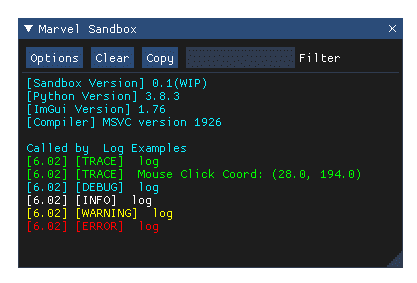 Marvel Sandbox
Options Clear Copy Filter
[Sandbox Version] 0.1(WIP)
[Python Version] 3.8.3
[ImGui Version] 1.76
[Compiler] MSVC version 1926
Called by  Log Examples
[6.02] [TRACE]  log
[6.02] [TRACE]  Mouse Click Coord: (28.0, 194.0)
[6.02] [DEBUG]  log
[6.02] [INFO]  log
[6.02] [WARNING]  log
[6.02] [ERROR]  log